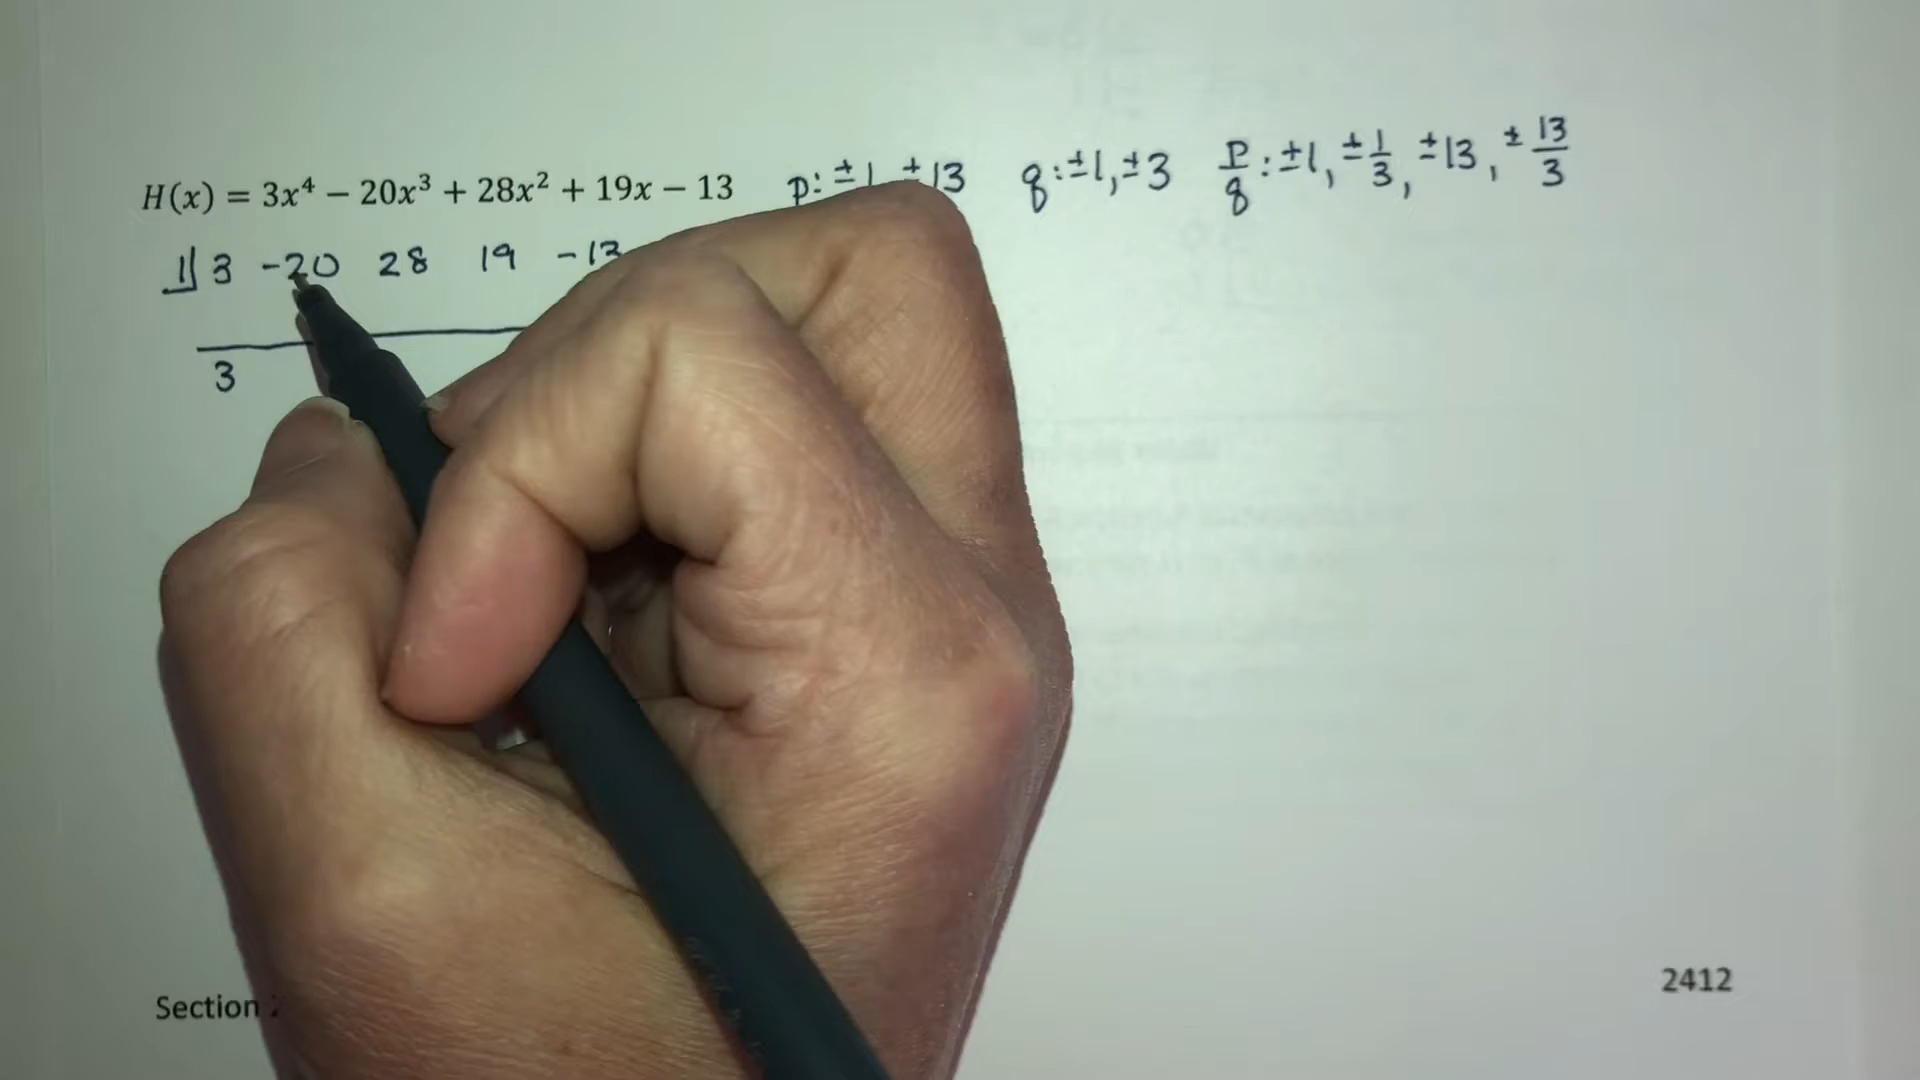 H(x) = 3x⁴ − 20x³ + 28x² + 19x − 13 p: ±1 ±13 q: ±1, ±3 p/q: ±1, ±1/3, ±13, ±13/3
1| 3 -20 28 19 -13
3
Section
2412